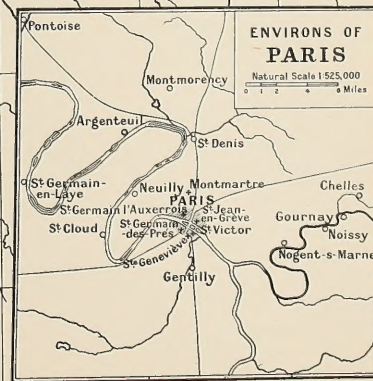 Pontoise
ENVIRONS OF
PARIS
Natural Scale 1:525,000
0 1 2 4 6 Miles
Montmorency
Argenteuil
St Denis
St Germain-
en-Laye
Neuilly
Montmartre
PARIS
Chelles
St Germain l'Auxerrois
St Jean-
en-Grève
Gournay
St Cloud
St Germain
-des-Prés
St Victor
Noissy
Ste Geneviève
Nogent-s-Marne
Gentilly